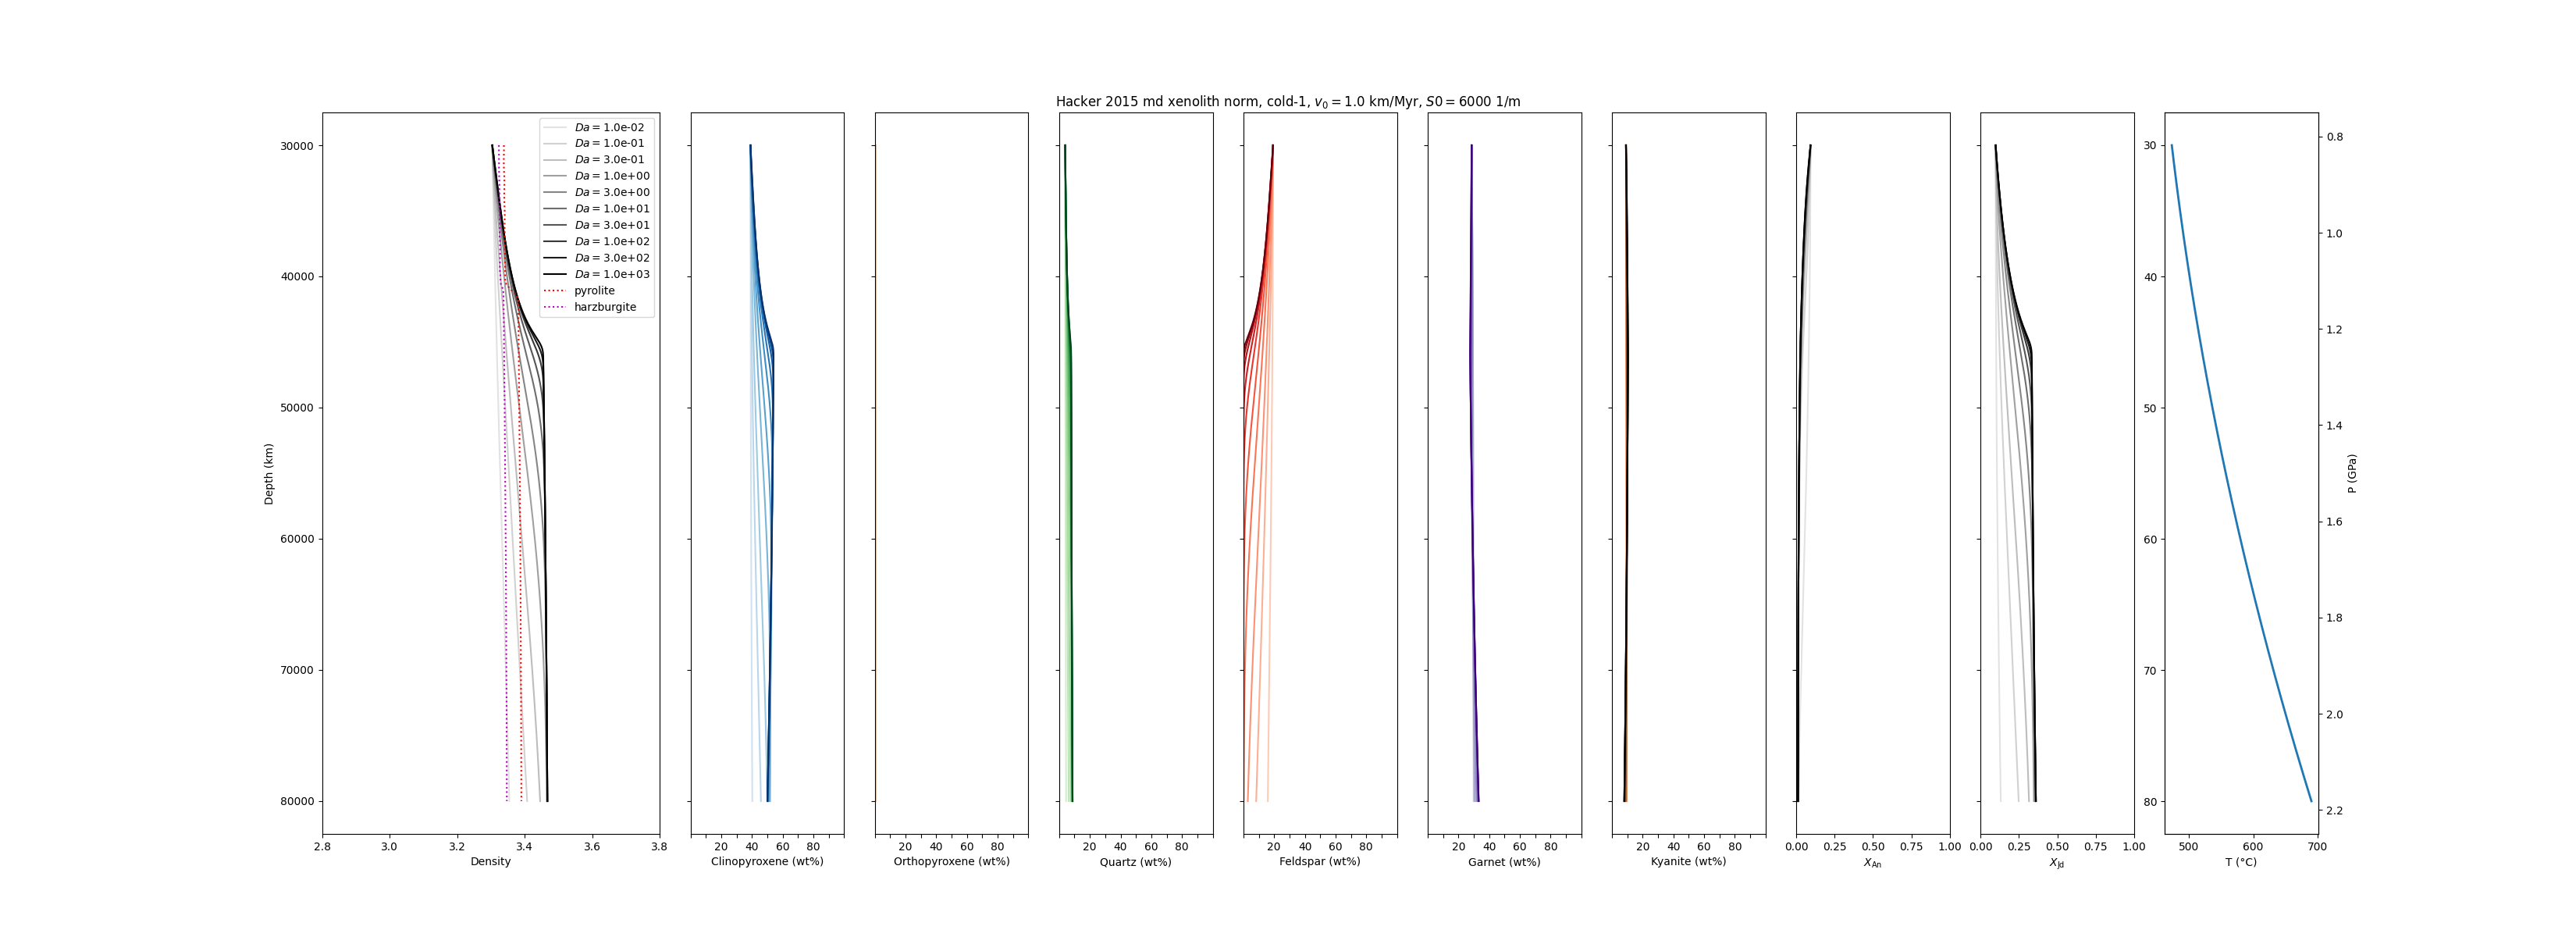 Hacker 2015 md xenolith norm, cold-1, v₀ = 1.0 km/Myr, S0 = 6000 1/m
Da = 1.0e-02
Da = 1.0e-01
Da = 3.0e-01
Da = 1.0e+00
Da = 3.0e+00
Da = 1.0e+01
Da = 3.0e+01
Da = 1.0e+02
Da = 3.0e+02
Da = 1.0e+03
pyrolite
harzburgite
Depth (km)
30000
40000
50000
60000
70000
80000
2.8 3.0 3.2 3.4 3.6 3.8
Density
20 40 60 80
Clinopyroxene (wt%)
20 40 60 80
Orthopyroxene (wt%)
20 40 60 80
Quartz (wt%)
20 40 60 80
Feldspar (wt%)
20 40 60 80
Garnet (wt%)
20 40 60 80
Kyanite (wt%)
0.00 0.25 0.50 0.75 1.00
X_An
0.00 0.25 0.50 0.75 1.00
X_Jd
30
40
50
60
70
80
500 600 700
T (°C)
0.8
1.0
1.2
1.4
1.6
1.8
2.0
2.2
P (GPa)